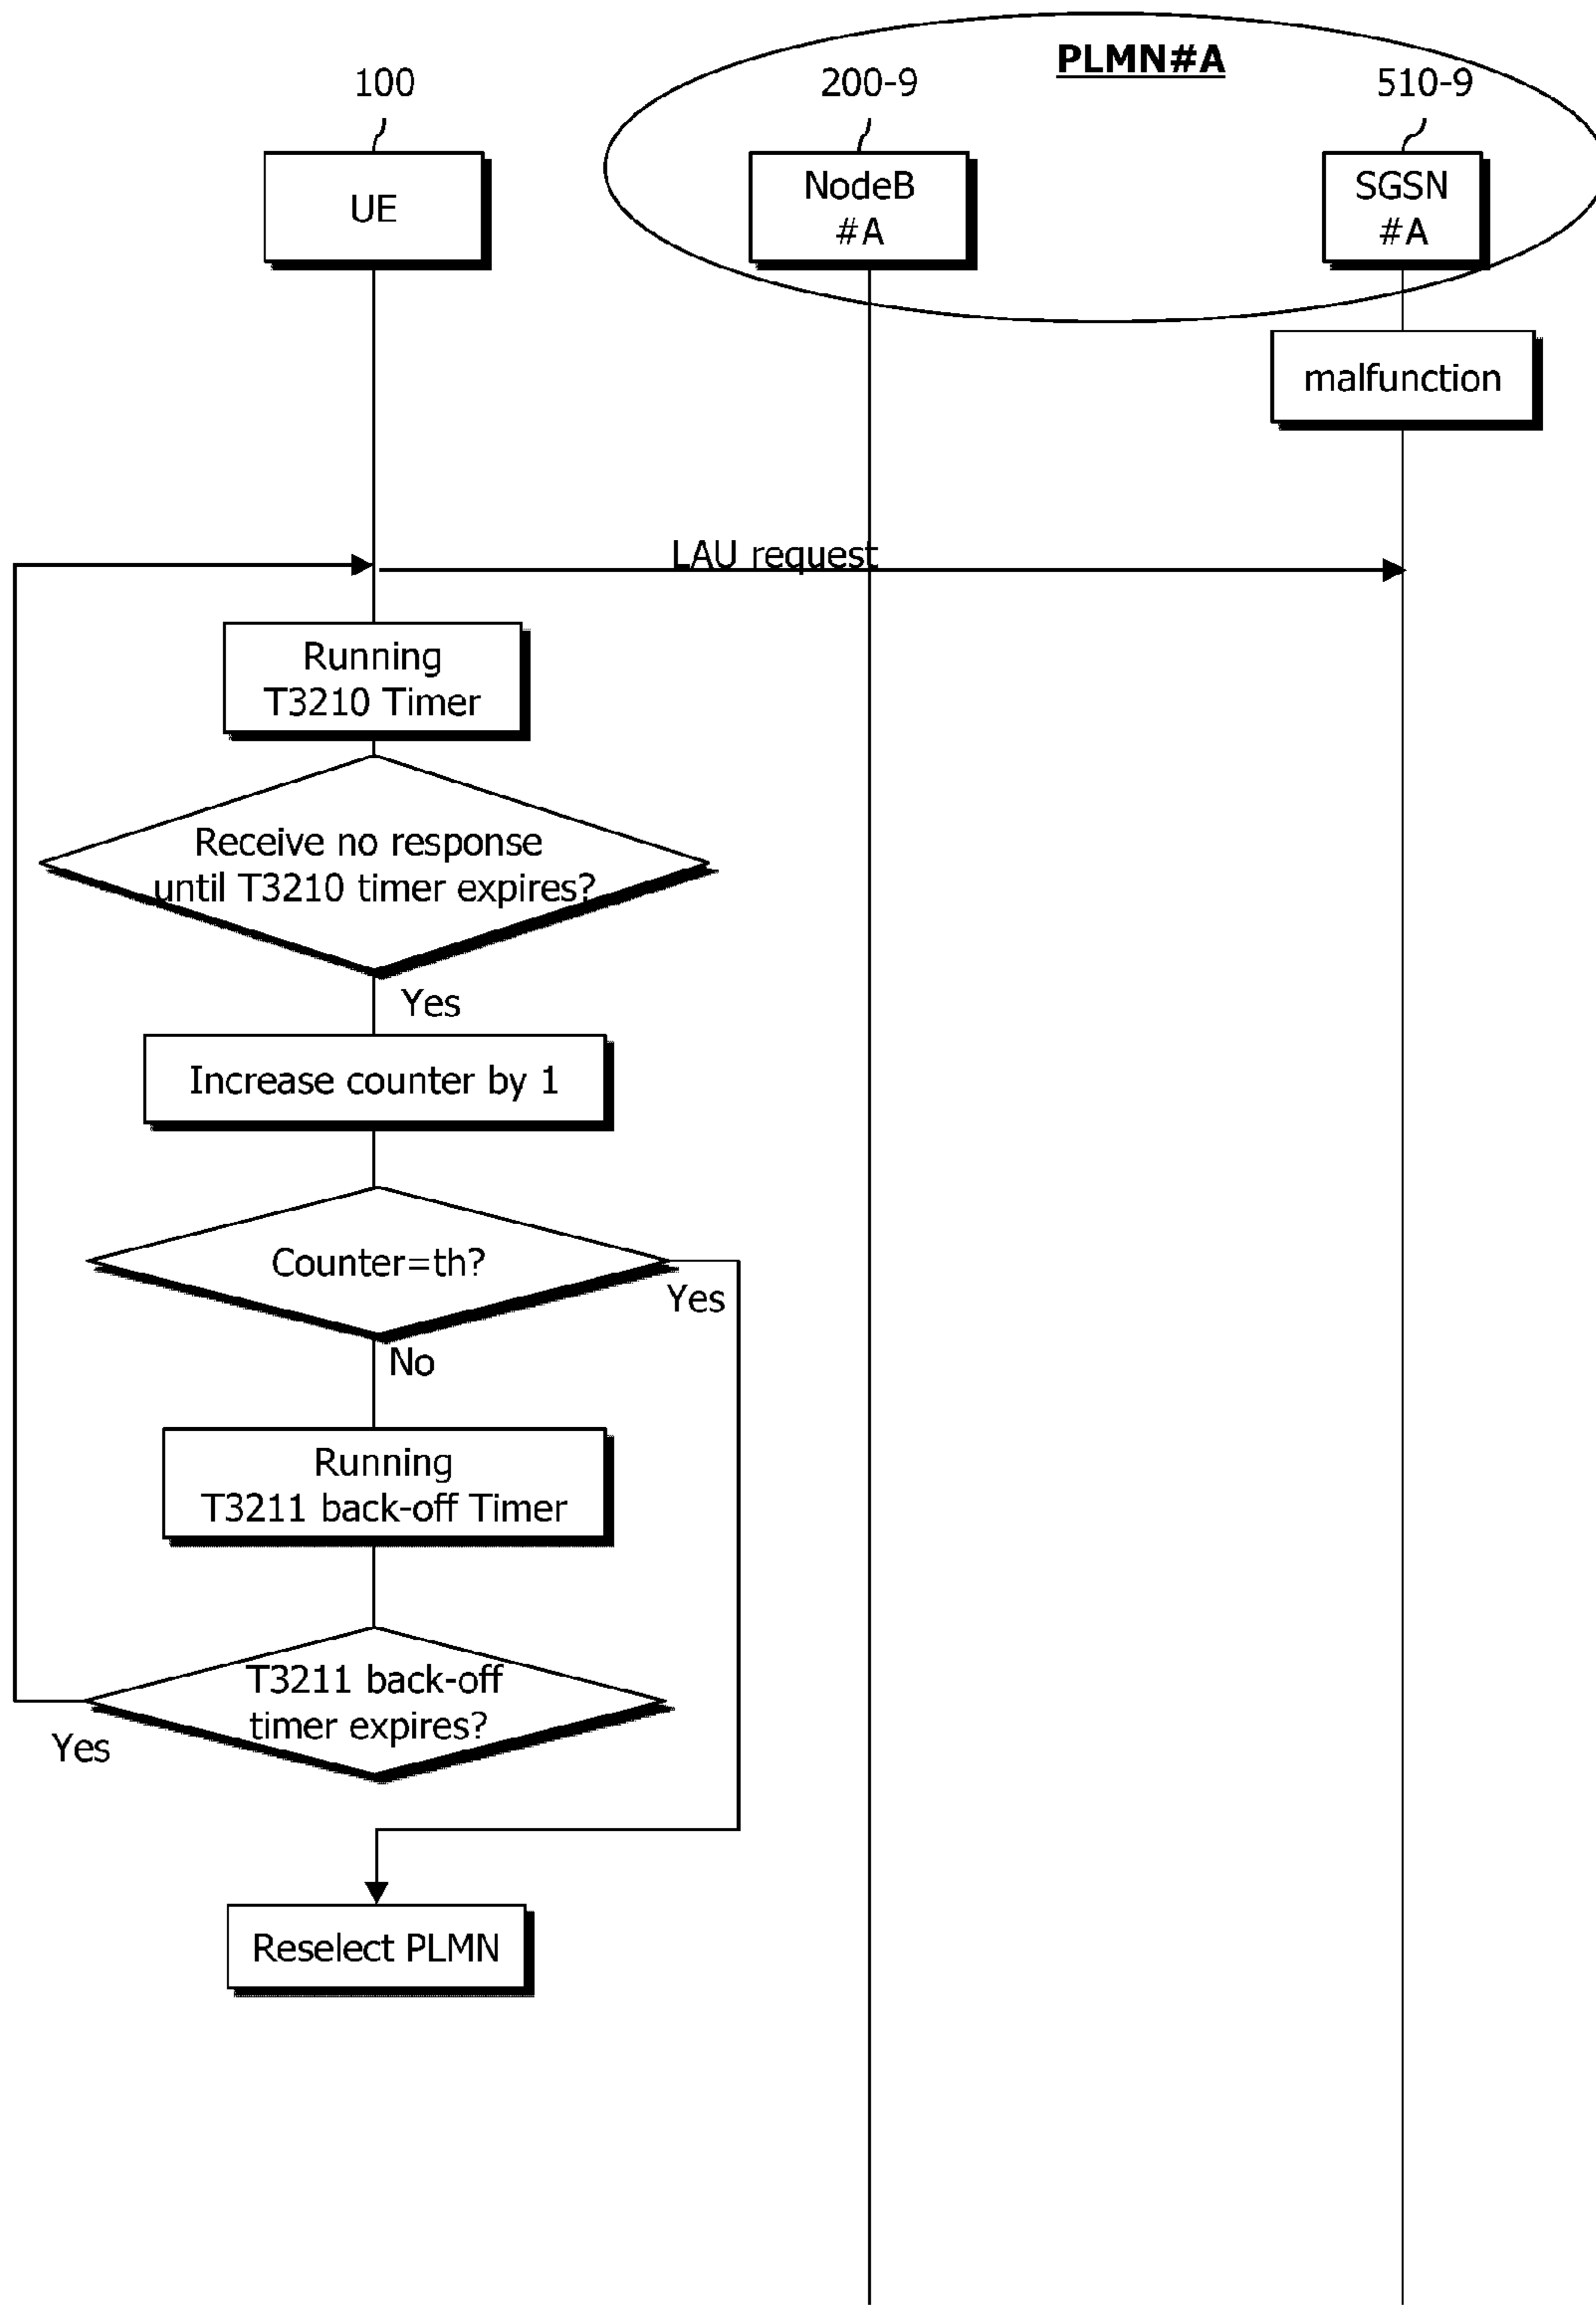 PLMN#A
100
200-9
510-9
UE
NodeB
#A
SGSN
#A
malfunction
LAU request
Running
T3210 Timer
Receive no response
until T3210 timer expires?
Yes
Increase counter by 1
Counter=th?
Yes
No
Running
T3211 back-off Timer
T3211 back-off
timer expires?
Yes
Reselect PLMN